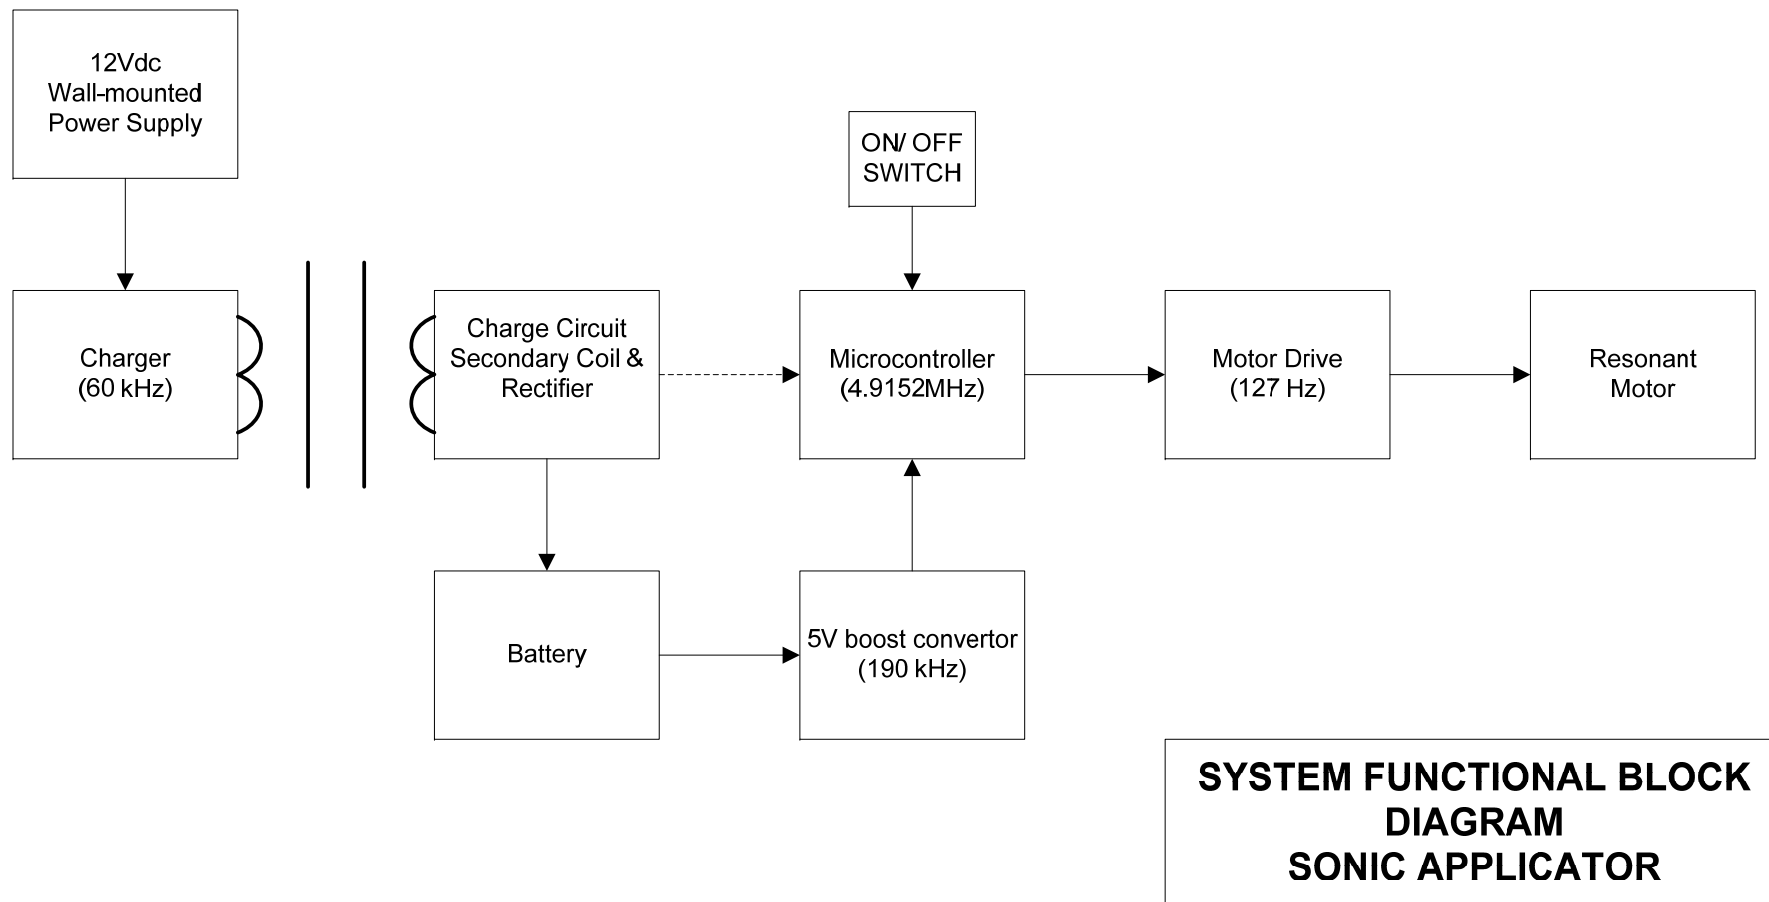 12Vdc
Wall-mounted
Power Supply
ON/ OFF
SWITCH
Charger
(60 kHz)
Charge Circuit
Secondary Coil &
Rectifier
Microcontroller
(4.9152MHz)
Motor Drive
(127 Hz)
Resonant
Motor
Battery
5V boost convertor
(190 kHz)
SYSTEM FUNCTIONAL BLOCK
DIAGRAM
SONIC APPLICATOR